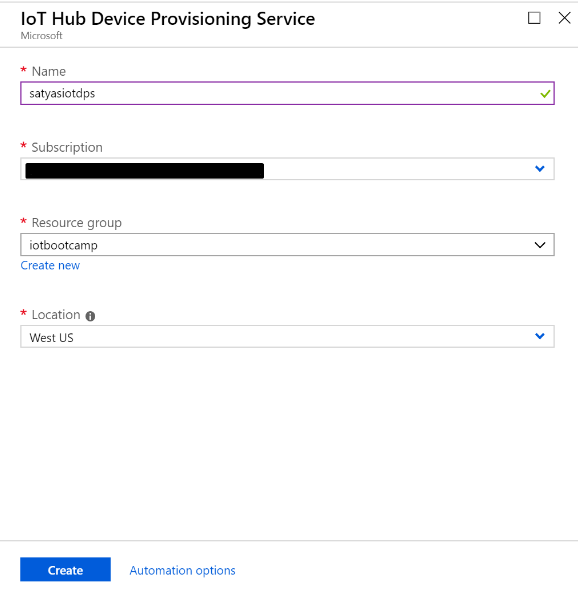 IoT Hub Device Provisioning Service
Microsoft
* Name
satyasiotdps
* Subscription
* Resource group
iotbootcamp
Create new
* Location
West US
Create
Automation options